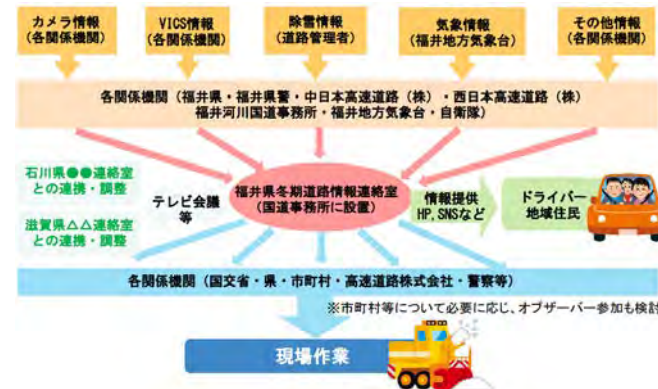 カメラ情報
(各関係機関)
VICS情報
(各関係機関)
除雪情報
(道路管理者)
気象情報
(福井地方気象台)
その他情報
(各関係機関)
各関係機関(福井県・福井県警・中日本高速道路(株)・西日本高速道路(株)
福井河川国道事務所・福井地方気象台・自衛隊)
石川県●●連絡室
との連携・調整
滋賀県△△連絡室
との連携・調整
テレビ会議
等
福井県冬期道路情報連絡室
(国道事務所に設置)
情報提供
HP,SNSなど
ドライバー
地域住民
各関係機関(国交省・県・市町村・高速道路株式会社・警察等)
※市町村等について必要に応じ、オブザーバー参加も検討
現場作業